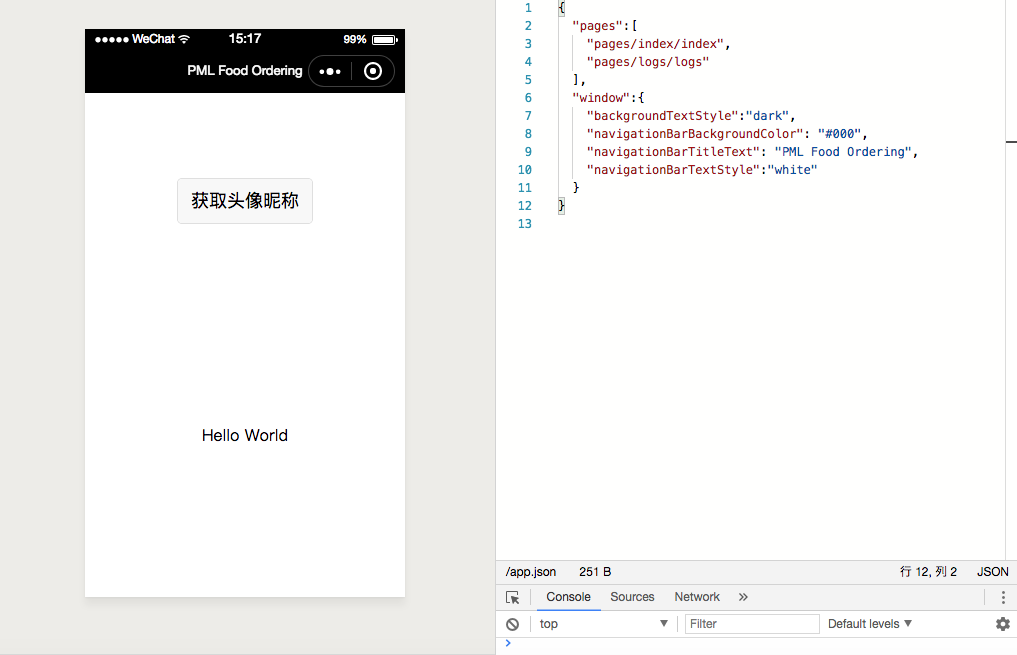 WeChat 15:17 99%
PML Food Ordering
获取头像昵称
Hello World
1 {
2 "pages":[
3 "pages/index/index",
4 "pages/logs/logs"
5 ],
6 "window":{
7 "backgroundTextStyle":"dark",
8 "navigationBarBackgroundColor": "#000",
9 "navigationBarTitleText": "PML Food Ordering",
10 "navigationBarTextStyle":"white"
11 }
12 }
13
/app.json 251 B 行 12, 列 2 JSON
Console Sources Network »
top Filter Default levels